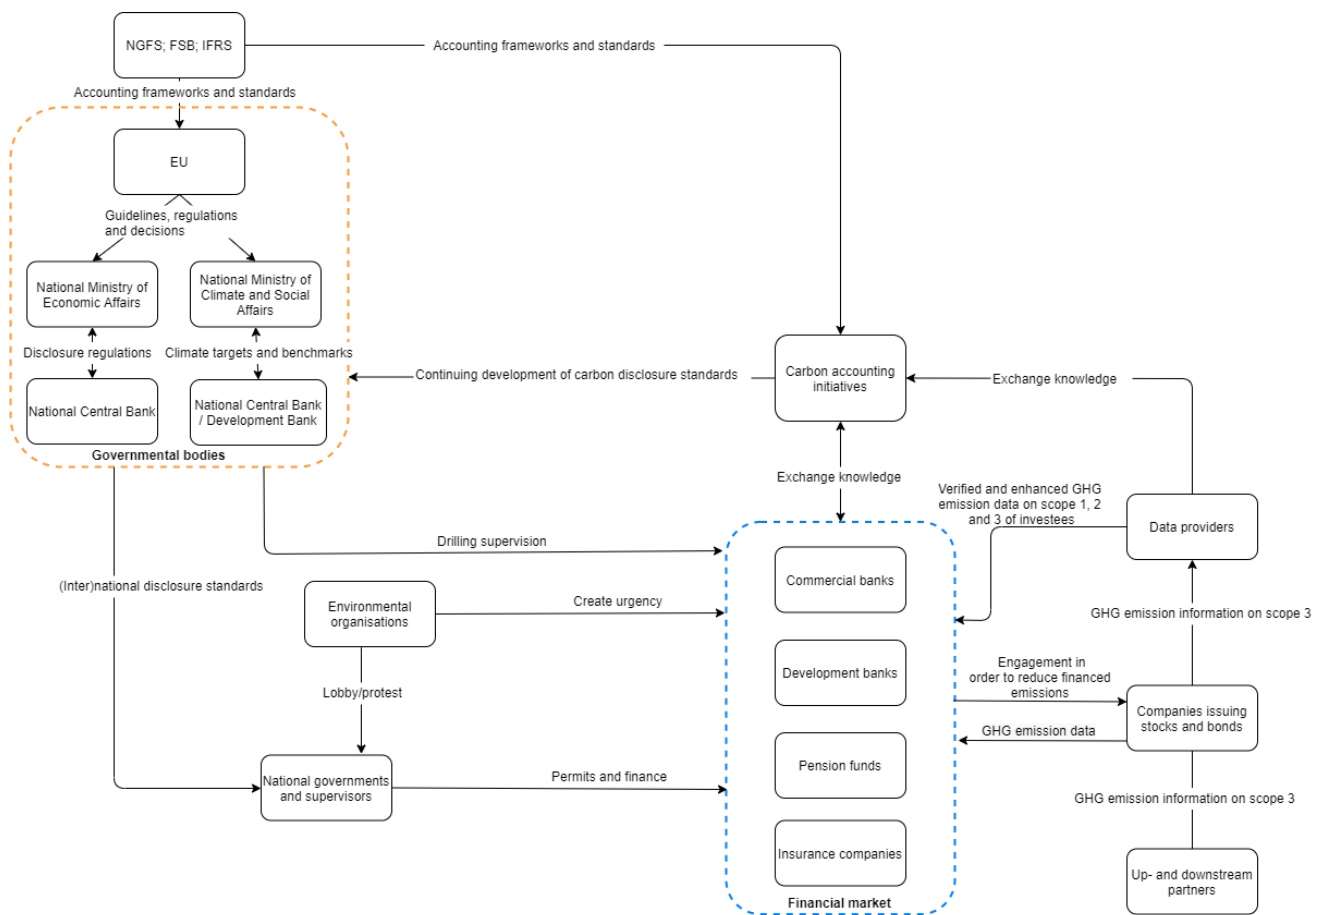 NGFS; FSB; IFRS
Accounting frameworks and standards
Accounting frameworks and standards
EU
Guidelines, regulations
and decisions
National Ministry of
Economic Affairs
National Ministry of
Climate and Social
Affairs
Disclosure regulations
Climate targets and benchmarks
National Central Bank
National Central Bank
/ Development Bank
Governmental bodies
Continuing development of carbon disclosure standards
Carbon accounting
initiatives
Exchange knowledge
Exchange knowledge
Verified and enhanced GHG
emission data on scope 1, 2
and 3 of investees
Data providers
Drilling supervision
(Inter)national disclosure standards
Environmental
organisations
Create urgency
Lobby/protest
National governments
and supervisors
Permits and finance
Commercial banks
Development banks
Pension funds
Insurance companies
Financial market
GHG emission information on scope 3
Engagement in
order to reduce financed
emissions
Companies issuing
stocks and bonds
GHG emission data
GHG emission information on scope 3
Up- and downstream
partners